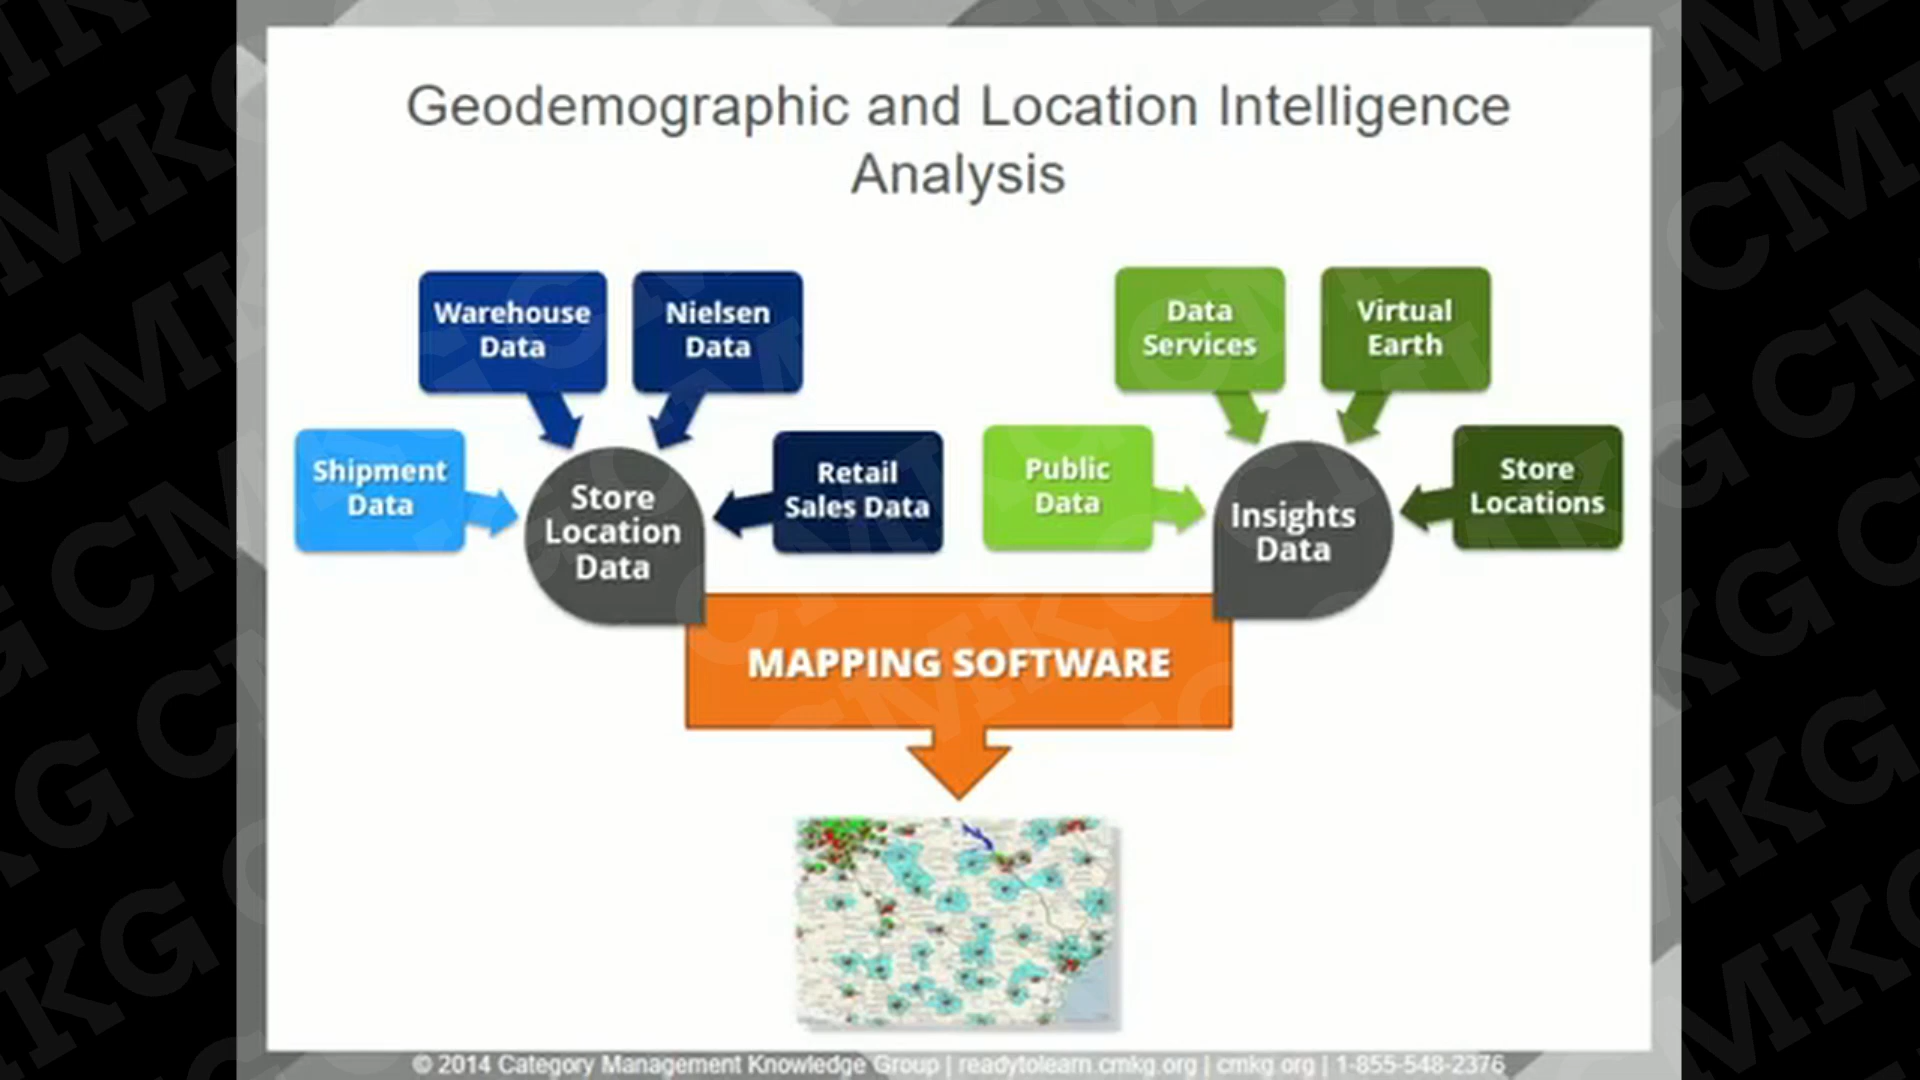 Geodemographic and Location Intelligence
Analysis
Warehouse
Data
Nielsen
Data
Shipment
Data
Store
Location
Data
Retail
Sales Data
Data
Services
Virtual
Earth
Public
Data
Insights
Data
Store
Locations
MAPPING SOFTWARE
© 2014 Category Management Knowledge Group | readytolearn.cmkg.org | cmkg.org | 1-855-548-2376
CMKG